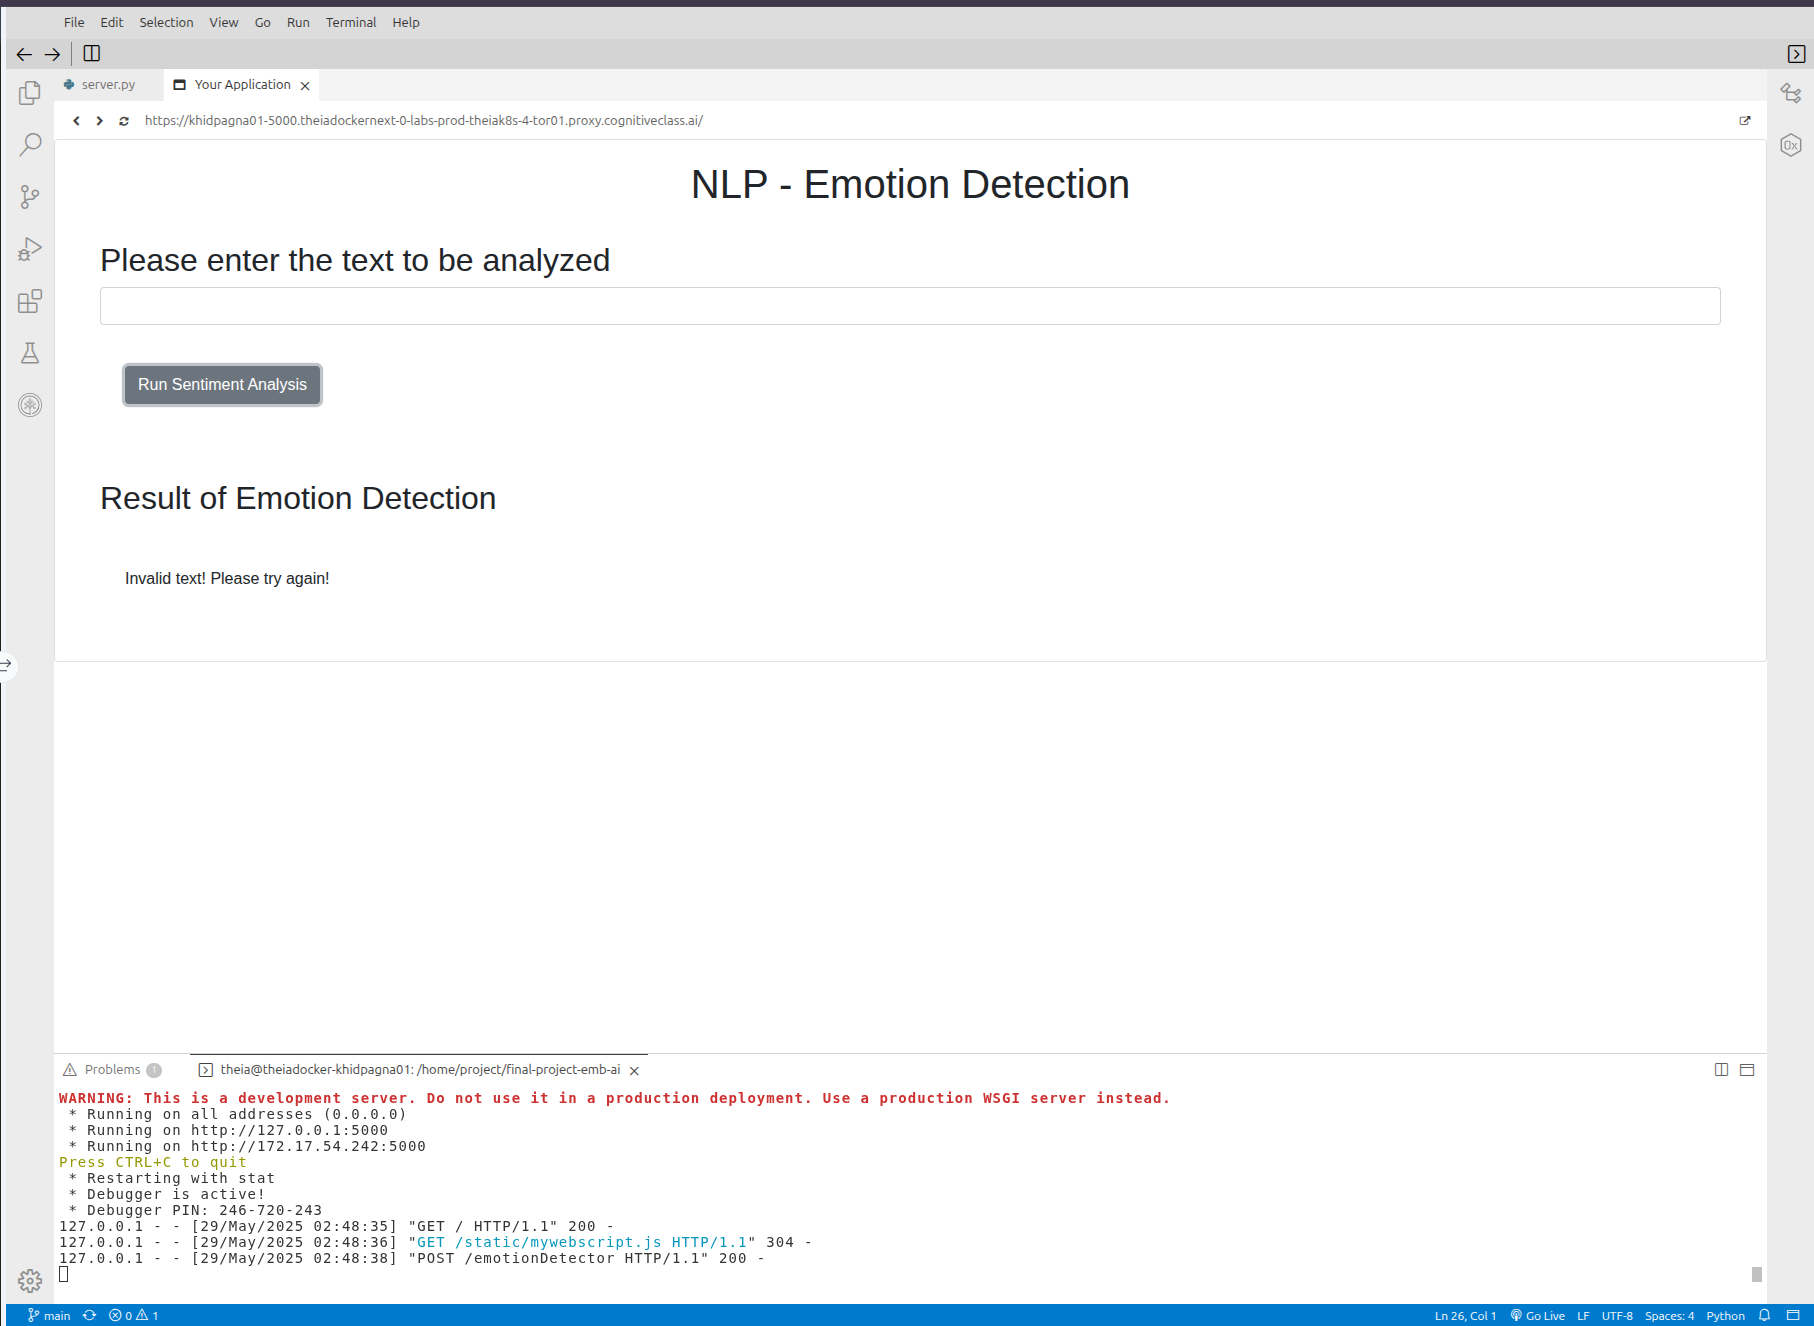 File Edit Selection View Go Run Terminal Help
server.py Your Application
https://khidpagna01-5000.theiadockernext-0-labs-prod-theiak8s-4-tor01.proxy.cognitiveclass.ai/
NLP - Emotion Detection
Please enter the text to be analyzed
Run Sentiment Analysis
Result of Emotion Detection
Invalid text! Please try again!
Problems 1 theia@theiadocker-khidpagna01: /home/project/final-project-emb-ai
WARNING: This is a development server. Do not use it in a production deployment. Use a production WSGI server instead.
* Running on all addresses (0.0.0.0)
* Running on http://127.0.0.1:5000
* Running on http://172.17.54.242:5000
Press CTRL+C to quit
* Restarting with stat
* Debugger is active!
* Debugger PIN: 246-720-243
127.0.0.1 - - [29/May/2025 02:48:35] "GET / HTTP/1.1" 200 -
127.0.0.1 - - [29/May/2025 02:48:36] "GET /static/mywebscript.js HTTP/1.1" 304 -
127.0.0.1 - - [29/May/2025 02:48:38] "POST /emotionDetector HTTP/1.1" 200 -
main 0 1 Ln 26, Col 1 Go Live LF UTF-8 Spaces: 4 Python